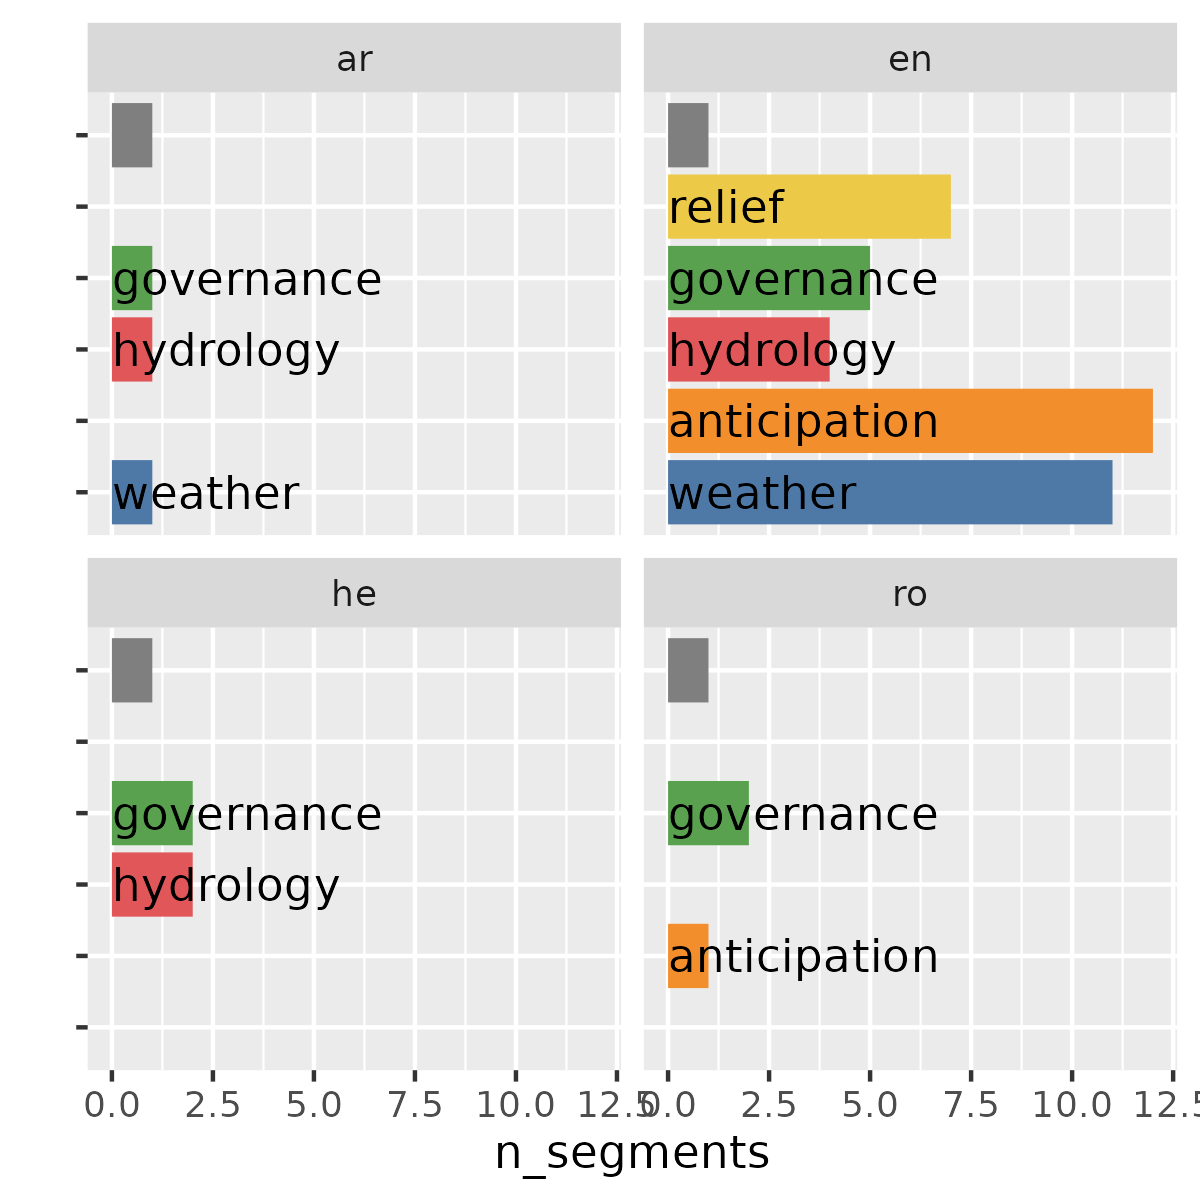 ar
en
governance
hydrology
weather
relief
governance
hydrology
anticipation
weather
he
ro
governance
hydrology
governance
anticipation
0.0 2.5 5.0 7.5 10.0 12.5 0.0 2.5 5.0 7.5 10.0 12.5
n_segments